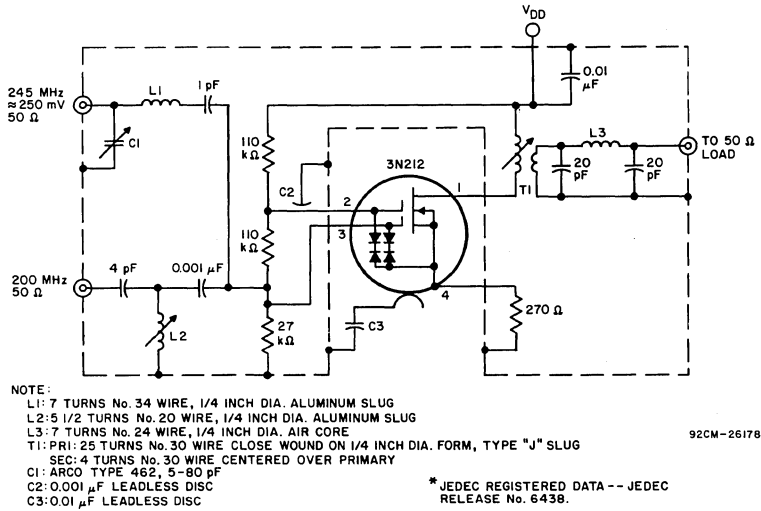 VDD
245 MHz
≈250 mV
50 Ω
L1
1 pF
C1
0.01
µF
110
kΩ
3N212
L3
TO 50 Ω
LOAD
20
pF
20
pF
T1
C2
1
2
3
110
kΩ
200 MHz
50 Ω
4 pF
0.001 µF
L2
27
kΩ
C3
4
270 Ω
NOTE:
L1: 7 TURNS No. 34 WIRE, 1/4 INCH DIA. ALUMINUM SLUG
L2: 5 1/2 TURNS No. 20 WIRE, 1/4 INCH DIA. ALUMINUM SLUG
L3: 7 TURNS No. 24 WIRE, 1/4 INCH DIA. AIR CORE
T1: PRI: 25 TURNS No. 30 WIRE CLOSE WOUND ON 1/4 INCH DIA. FORM, TYPE "J" SLUG
SEC: 4 TURNS No. 30 WIRE CENTERED OVER PRIMARY
C1: ARCO TYPE 462, 5-80 pF
C2: 0.001 µF LEADLESS DISC
C3: 0.01 µF LEADLESS DISC
92CM-26178
* JEDEC REGISTERED DATA -- JEDEC
RELEASE No. 6438.